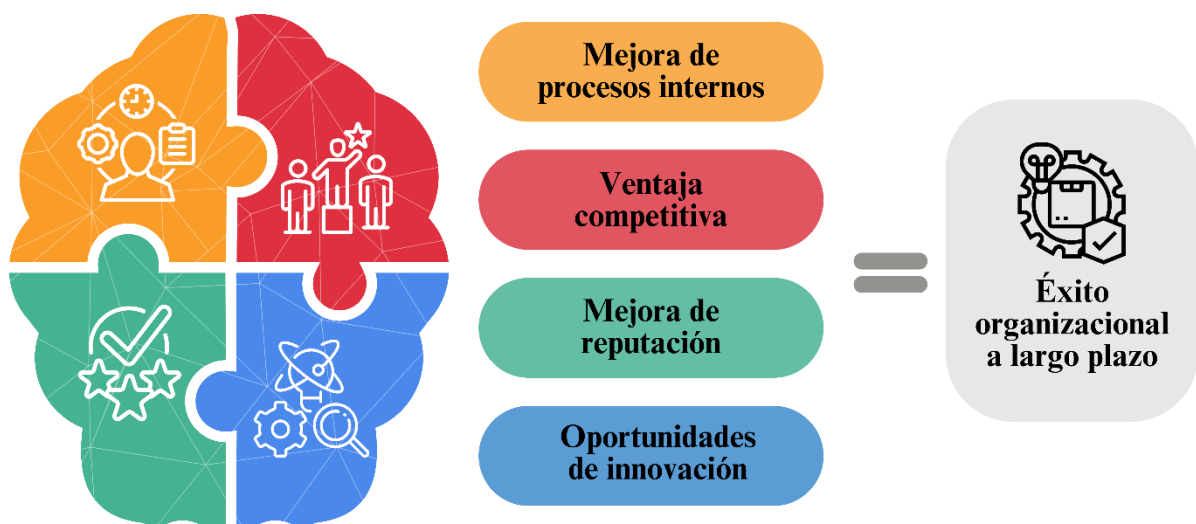 Mejora de
procesos internos
Ventaja
competitiva
Mejora de
reputación
Oportunidades
de innovación
Éxito
organizacional
a largo plazo